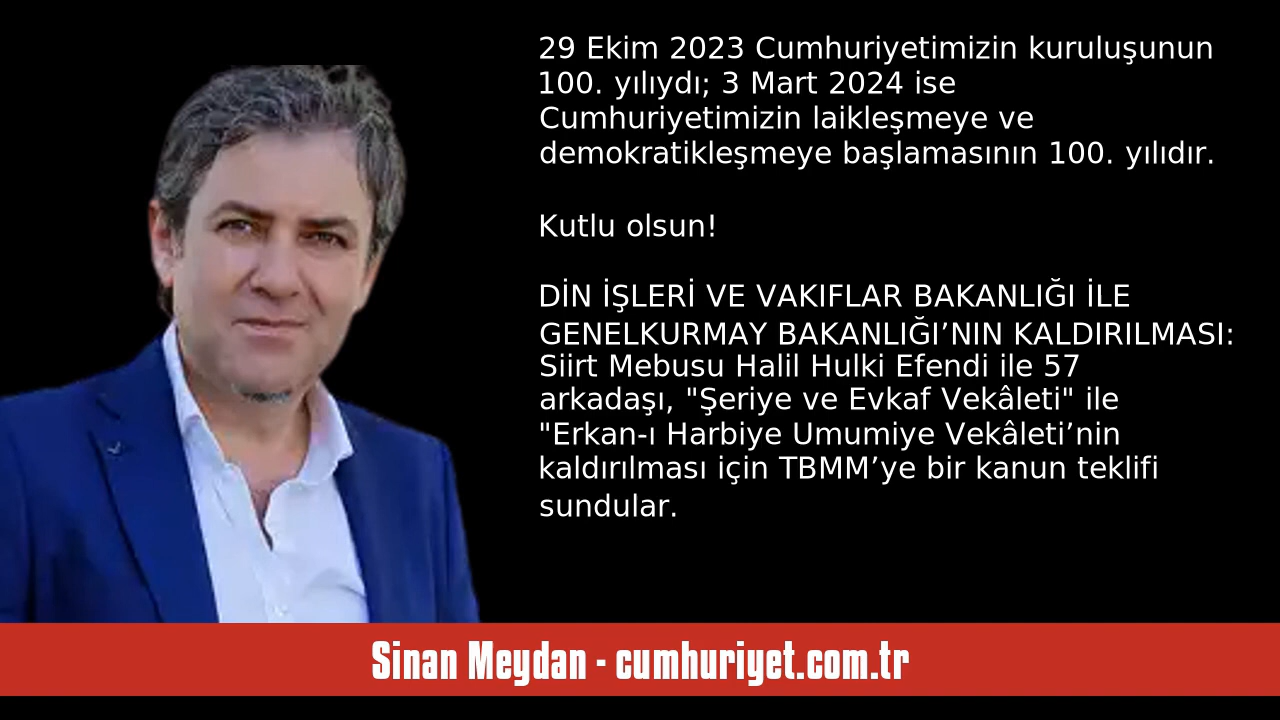 29 Ekim 2023 Cumhuriyetimizin kuruluşunun
100. yılıydı; 3 Mart 2024 ise
Cumhuriyetimizin laikleşmeye ve
demokratikleşmeye başlamasının 100. yılıdır.
Kutlu olsun!
DİN İŞLERİ VE VAKIFLAR BAKANLIĞI İLE
GENELKURMAY BAKANLIĞI’NIN KALDIRILMASI:
Siirt Mebusu Halil Hulki Efendi ile 57
arkadaşı, "Şeriye ve Evkaf Vekâleti" ile
"Erkan-ı Harbiye Umumiye Vekâleti’nin
kaldırılması için TBMM’ye bir kanun teklifi
sundular.
Sinan Meydan - cumhuriyet.com.tr